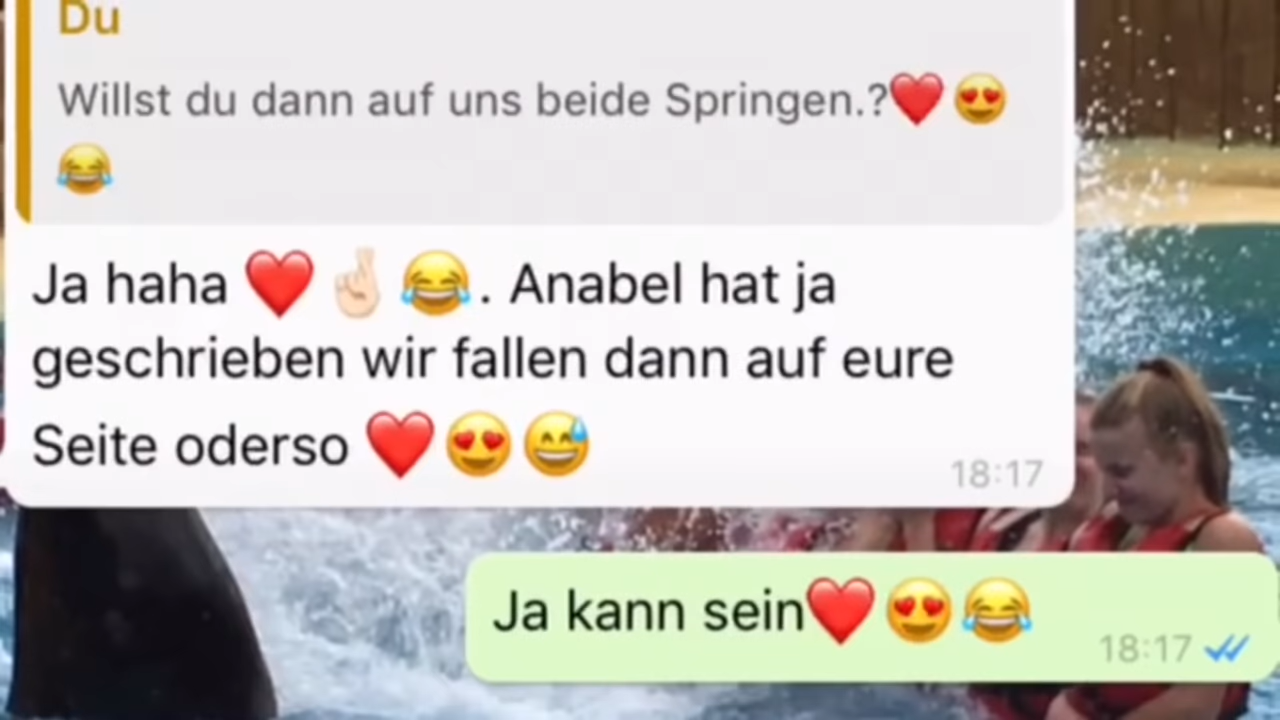 Du
Willst du dann auf uns beide Springen.?❤️😍
😂
Ja haha ❤️🤞🏻😂. Anabel hat ja
geschrieben wir fallen dann auf eure
Seite oderso ❤️😍😅
18:17
Ja kann sein❤️😍😂
18:17